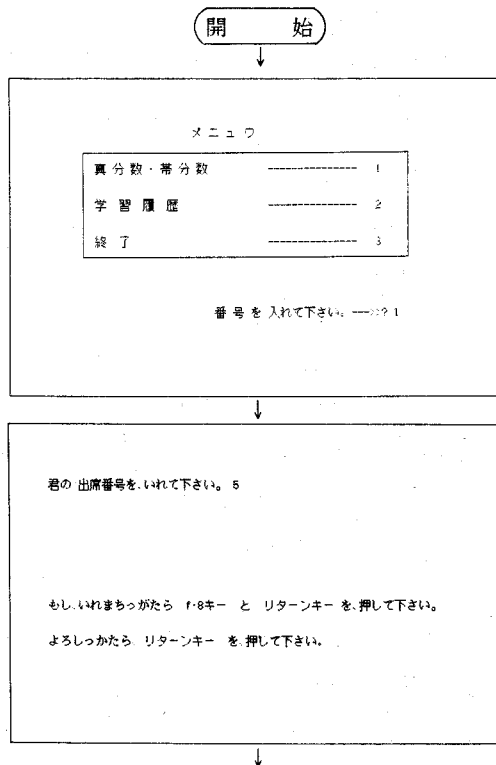 開 始
メニュウ
真分数・帯分数 ------------- 1
学習履歴 ------------- 2
終了 ------------- 3
番号を入れて下さい。--->? 1
君の 出席番号を、いれて下さい。 5
もし、いれまちっがたら f・8キー と リターンキー を、押して下さい。
よろしっかたら リターンキー を、押して下さい。